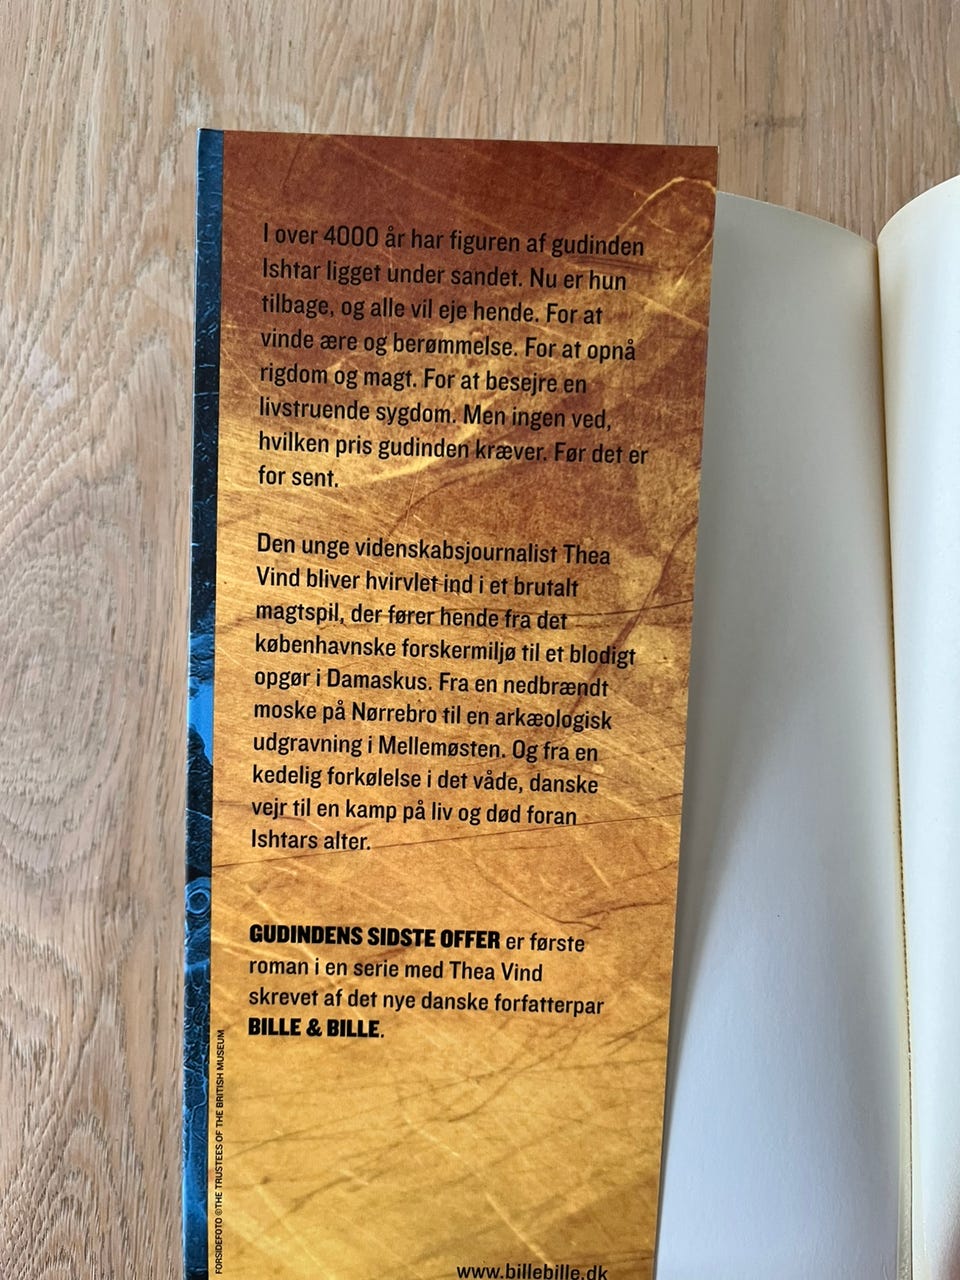 I over 4000 år har figuren af gudinden
Ishtar ligget under sandet. Nu er hun
tilbage, og alle vil eje hende. For at
vinde ære og berømmelse. For at opnå
rigdom og magt. For at besejre en
livstruende sygdom. Men ingen ved,
hvilken pris gudinden kræver. Før det er
for sent.
Den unge videnskabsjournalist Thea
Vind bliver hvirvlet ind i et brutalt
magtspil, der fører hende fra det
københavnske forskermiljø til et blodigt
opgør i Damaskus. Fra en nedbrændt
moske på Nørrebro til en arkæologisk
udgravning i Mellemøsten. Og fra en
kedelig forkølelse i det våde, danske
vejr til en kamp på liv og død foran
Ishtars alter.
GUDINDENS SIDSTE OFFER er første
roman i en serie med Thea Vind
skrevet af det nye danske forfatterpar
BILLE & BILLE.
FORSIDEFOTO ©THE TRUSTEES OF THE BRITISH MUSEUM
www.billebille.dk